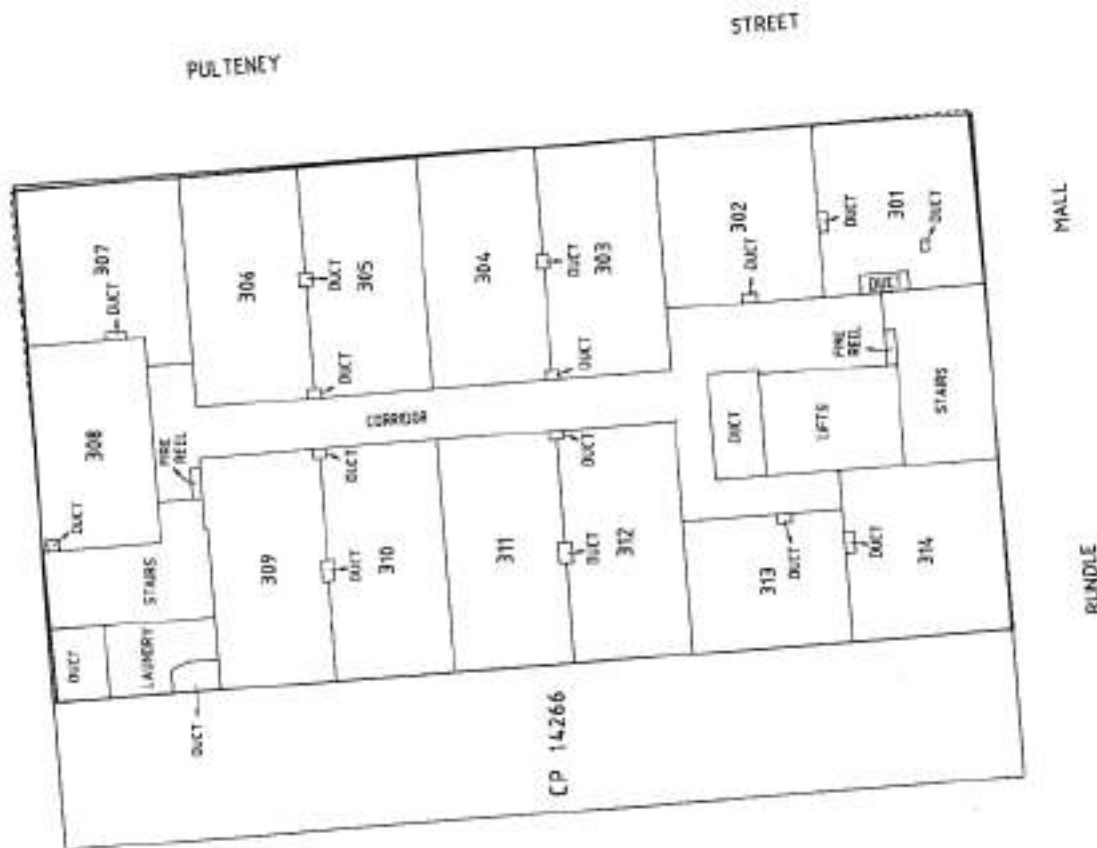 PULTENEY
STREET
MALL
RUNDLE
301
DUCT
DUCT
DUCT
302
DUCT
303
DUCT
DUCT
304
305
DUCT
DUCT
306
307
DUCT
308
DUCT
FIRE
REEL
CORRIDOR
FIRE
REEL
STAIRS
LIFTS
DUCT
STAIRS
LAUNDRY
DUCT
DUCT
309
310
DUCT
DUCT
311
312
DUCT
DUCT
313
DUCT
314
DUCT
CP 14266